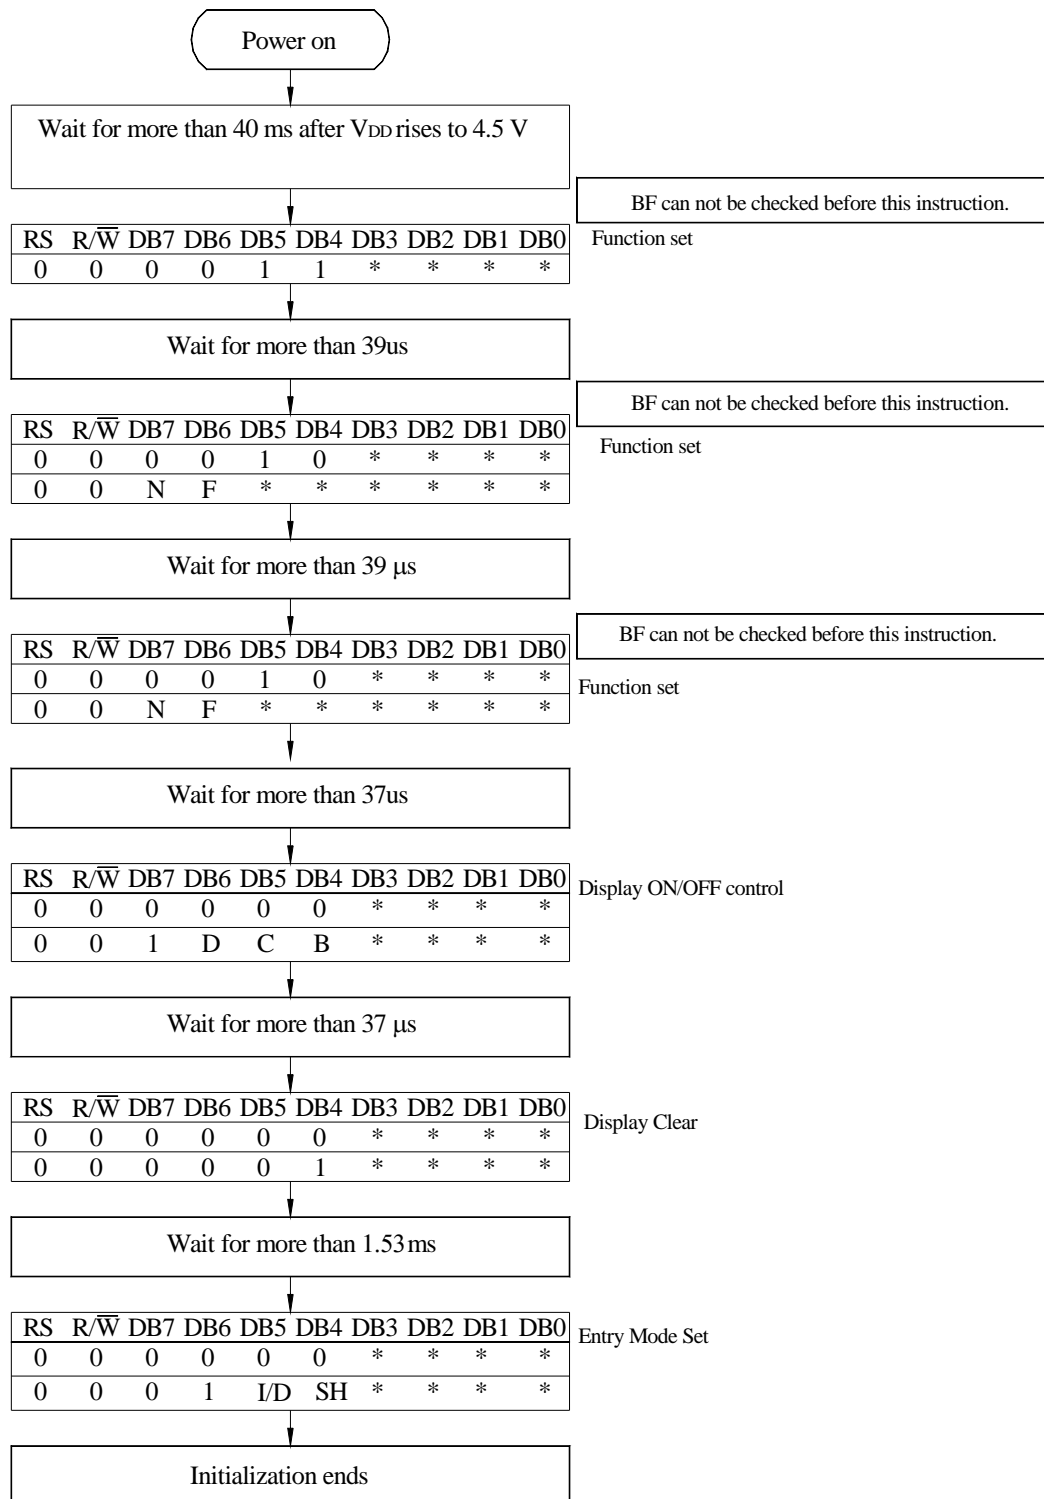 Power on
Wait for more than 40 ms after VDD rises to 4.5 V
BF can not be checked before this instruction.
RS R/W̅ DB7 DB6 DB5 DB4 DB3 DB2 DB1 DB0
Function set
0 0 0 0 1 1 * * * *
Wait for more than 39us
BF can not be checked before this instruction.
RS R/W̅ DB7 DB6 DB5 DB4 DB3 DB2 DB1 DB0
Function set
0 0 0 0 1 0 * * * *
0 0 N F * * * * * *
Wait for more than 39 μs
BF can not be checked before this instruction.
RS R/W̅ DB7 DB6 DB5 DB4 DB3 DB2 DB1 DB0
0 0 0 0 1 0 * * * *
Function set
0 0 N F * * * * * *
Wait for more than 37us
RS R/W̅ DB7 DB6 DB5 DB4 DB3 DB2 DB1 DB0
Display ON/OFF control
0 0 0 0 0 0 * * * *
0 0 1 D C B * * * *
Wait for more than 37 μs
RS R/W̅ DB7 DB6 DB5 DB4 DB3 DB2 DB1 DB0
Display Clear
0 0 0 0 0 0 * * * *
0 0 0 0 0 1 * * * *
Wait for more than 1.53ms
RS R/W̅ DB7 DB6 DB5 DB4 DB3 DB2 DB1 DB0
Entry Mode Set
0 0 0 0 0 0 * * * *
0 0 0 1 I/D SH * * * *
Initialization ends